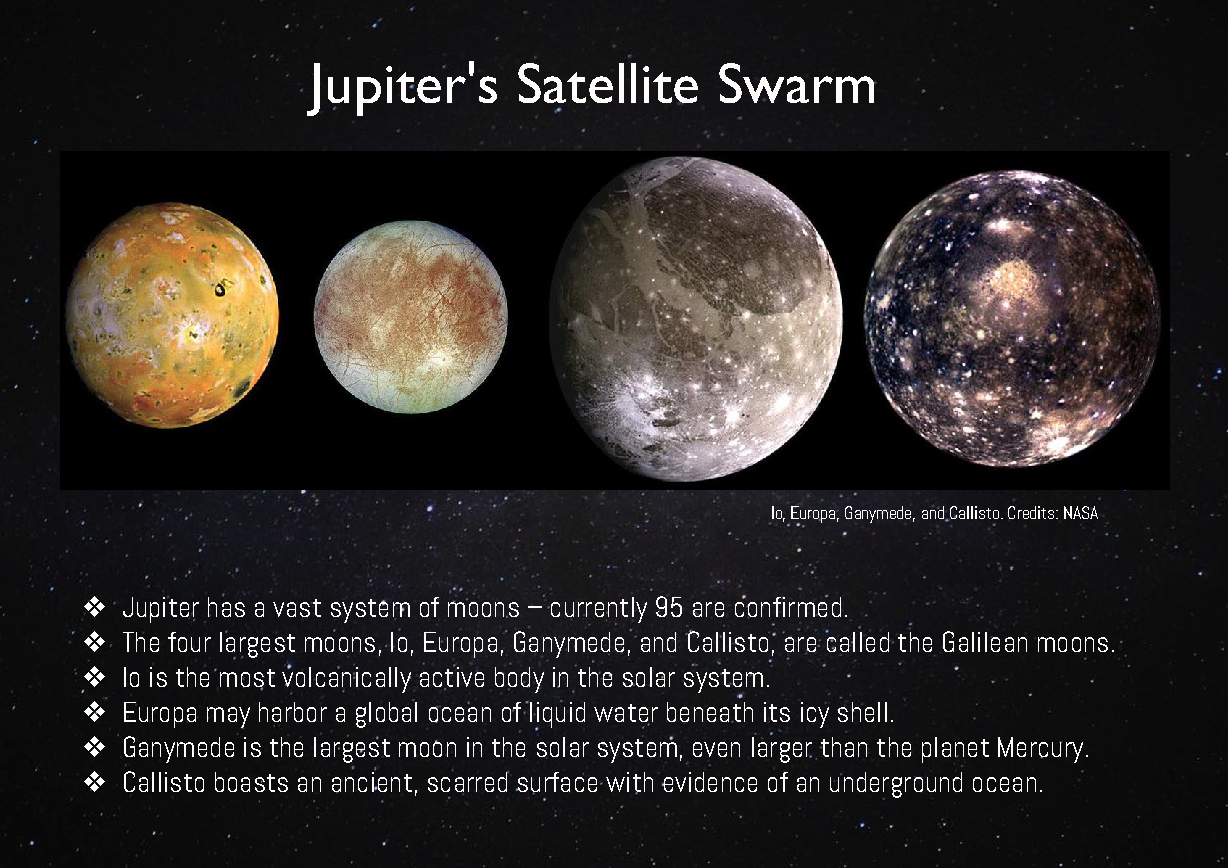 Jupiter's Satellite Swarm
Io, Europa, Ganymede, and Callisto. Credits: NASA
❖ Jupiter has a vast system of moons – currently 95 are confirmed.
❖ The four largest moons, Io, Europa, Ganymede, and Callisto, are called the Galilean moons.
❖ Io is the most volcanically active body in the solar system.
❖ Europa may harbor a global ocean of liquid water beneath its icy shell.
❖ Ganymede is the largest moon in the solar system, even larger than the planet Mercury.
❖ Callisto boasts an ancient, scarred surface with evidence of an underground ocean.